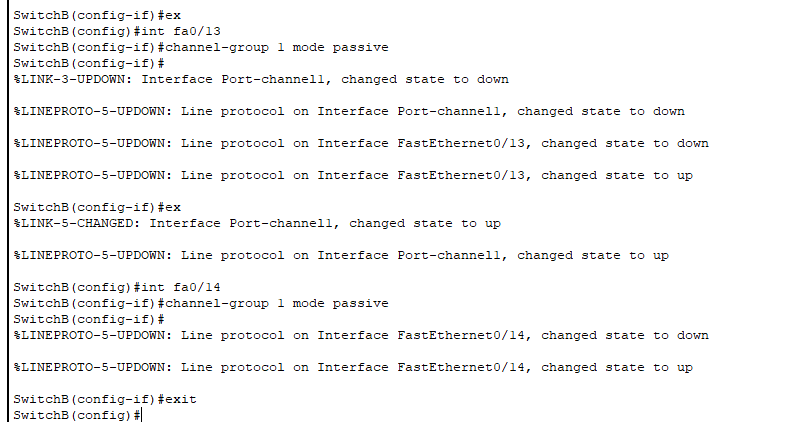 SwitchB(config-if)#ex
SwitchB(config)#int fa0/13
SwitchB(config-if)#channel-group 1 mode passive
SwitchB(config-if)#
%LINK-3-UPDOWN: Interface Port-channel1, changed state to down
%LINEPROTO-5-UPDOWN: Line protocol on Interface Port-channel1, changed state to down
%LINEPROTO-5-UPDOWN: Line protocol on Interface FastEthernet0/13, changed state to down
%LINEPROTO-5-UPDOWN: Line protocol on Interface FastEthernet0/13, changed state to up
SwitchB(config-if)#ex
%LINK-5-CHANGED: Interface Port-channel1, changed state to up
%LINEPROTO-5-UPDOWN: Line protocol on Interface Port-channel1, changed state to up
SwitchB(config)#int fa0/14
SwitchB(config-if)#channel-group 1 mode passive
SwitchB(config-if)#
%LINEPROTO-5-UPDOWN: Line protocol on Interface FastEthernet0/14, changed state to down
%LINEPROTO-5-UPDOWN: Line protocol on Interface FastEthernet0/14, changed state to up
SwitchB(config-if)#exit
SwitchB(config)#